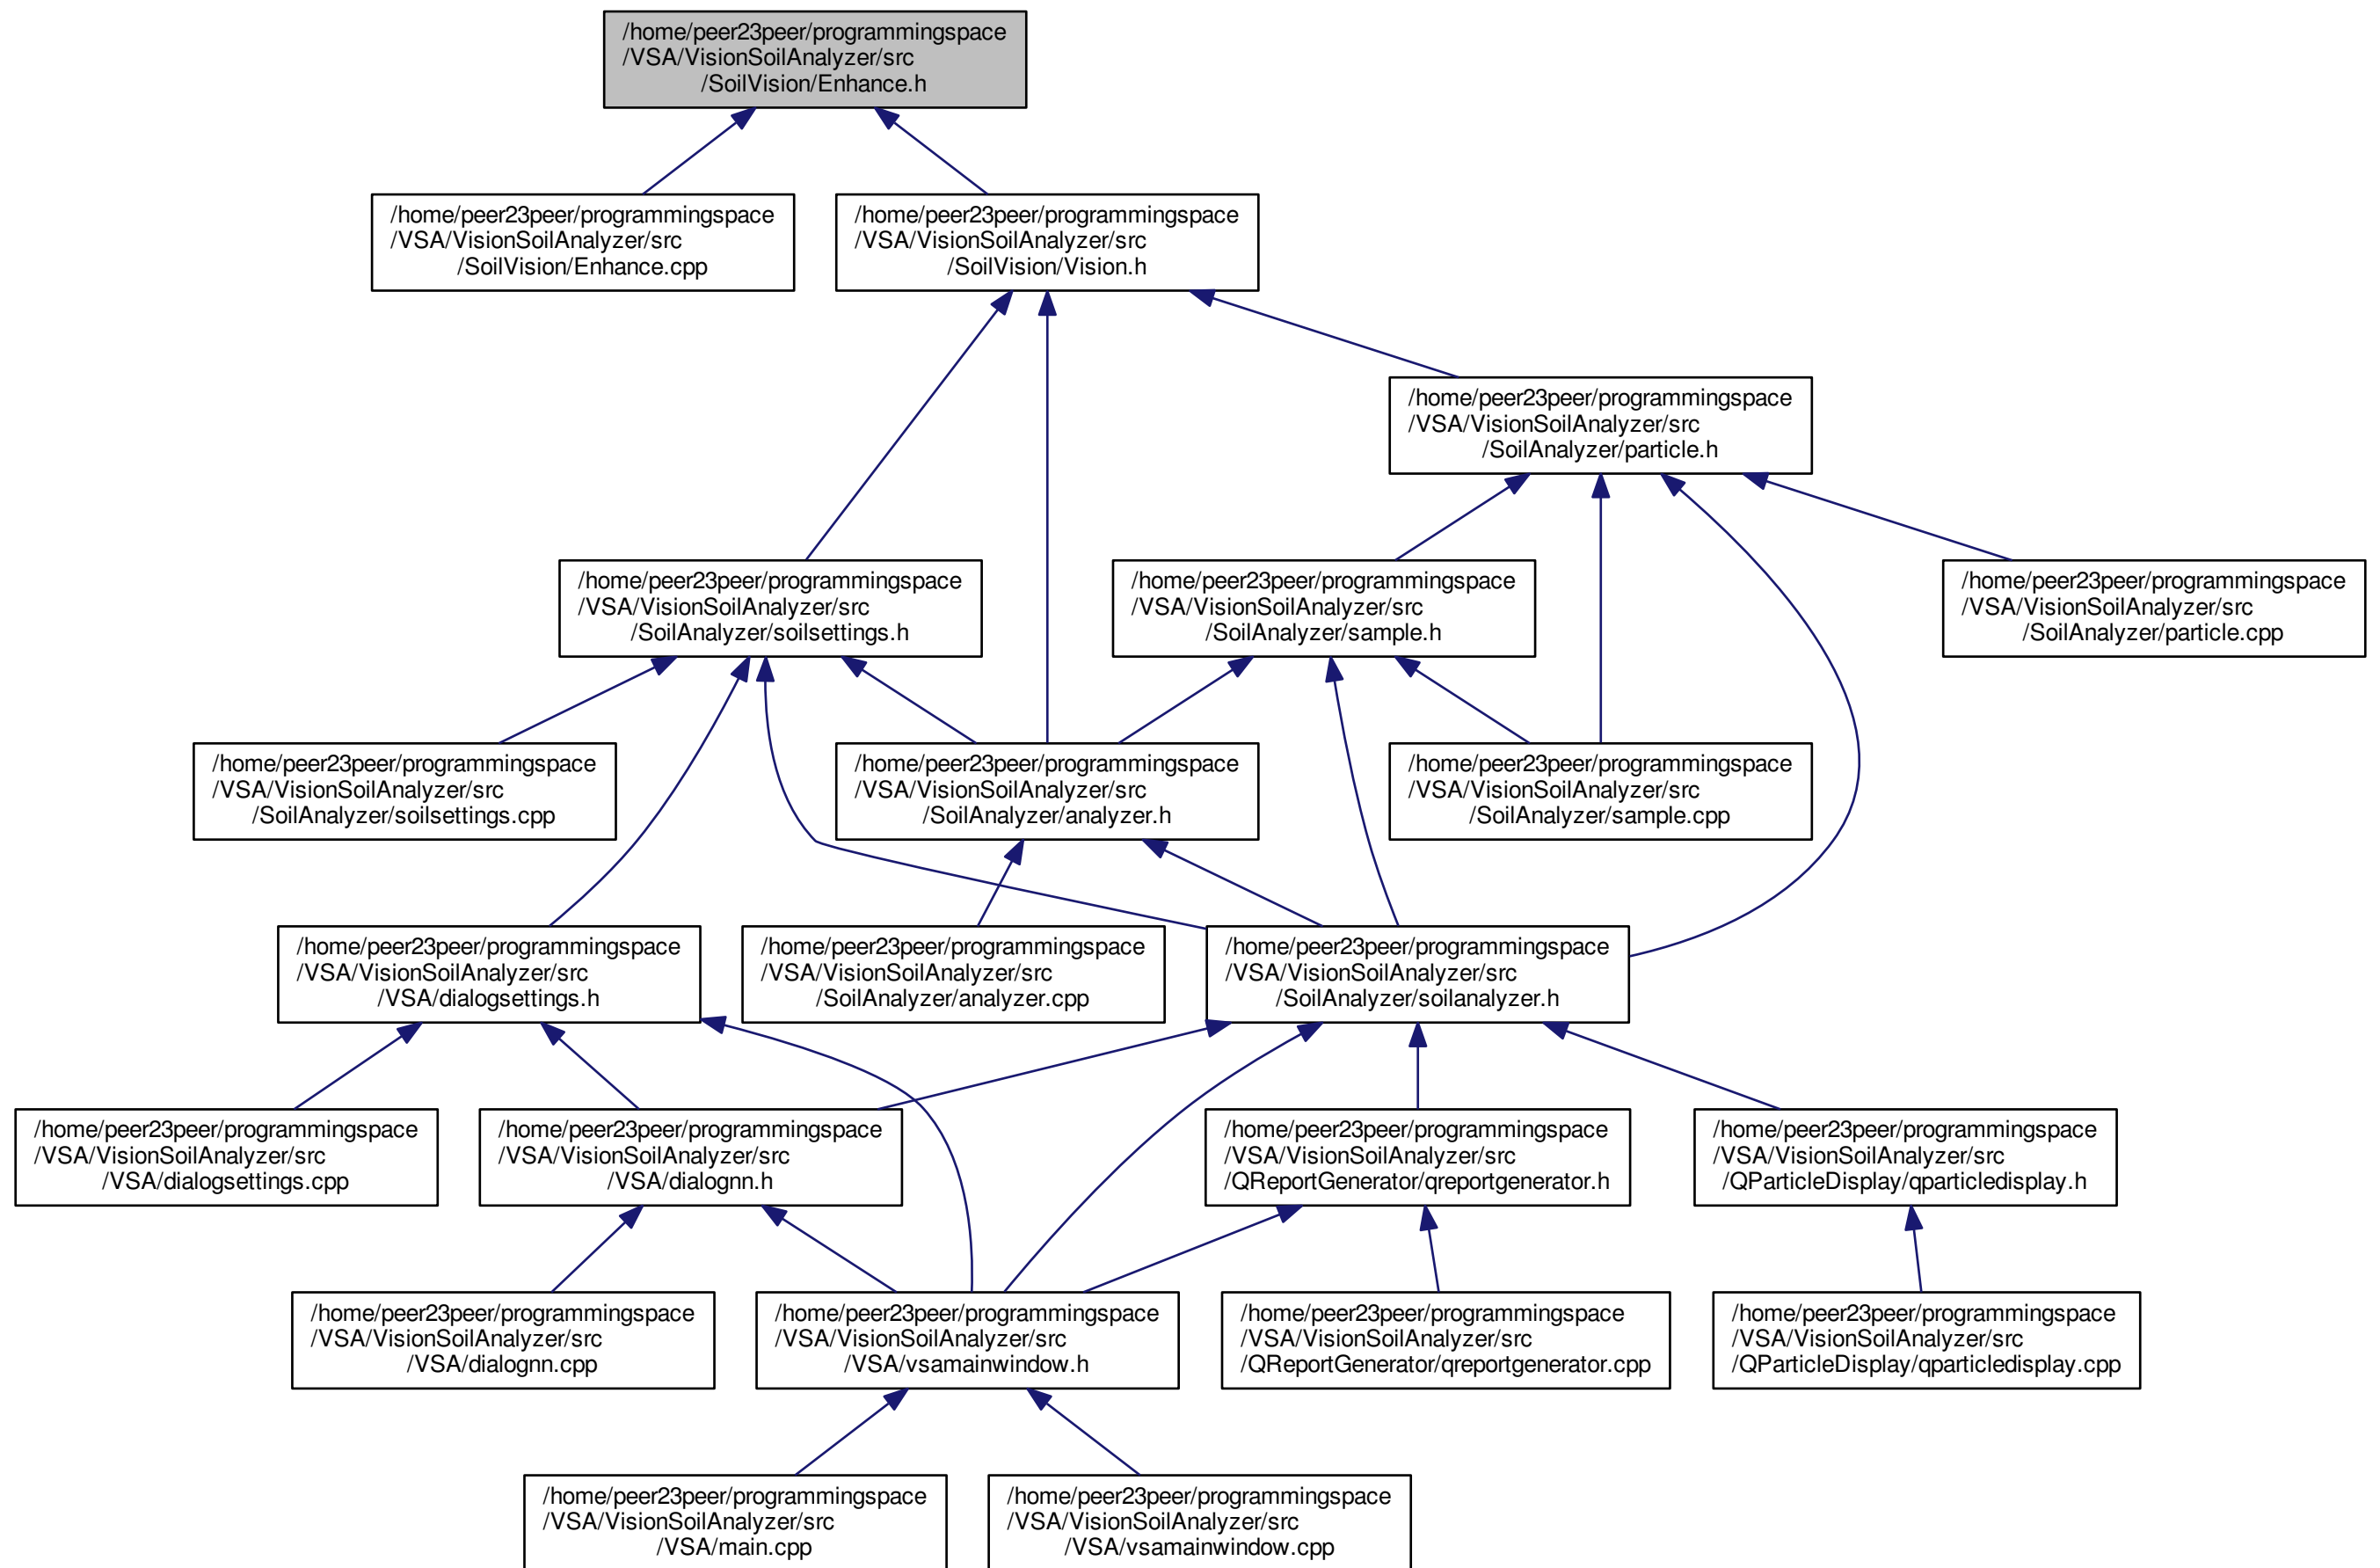 /home/peer23peer/programmingspace
/VSA/VisionSoilAnalyzer/src
/SoilVision/Enhance.h
/home/peer23peer/programmingspace
/VSA/VisionSoilAnalyzer/src
/SoilVision/Enhance.cpp
/home/peer23peer/programmingspace
/VSA/VisionSoilAnalyzer/src
/SoilVision/Vision.h
/home/peer23peer/programmingspace
/VSA/VisionSoilAnalyzer/src
/SoilAnalyzer/particle.h
/home/peer23peer/programmingspace
/VSA/VisionSoilAnalyzer/src
/SoilAnalyzer/soilsettings.h
/home/peer23peer/programmingspace
/VSA/VisionSoilAnalyzer/src
/SoilAnalyzer/sample.h
/home/peer23peer/programmingspace
/VSA/VisionSoilAnalyzer/src
/SoilAnalyzer/particle.cpp
/home/peer23peer/programmingspace
/VSA/VisionSoilAnalyzer/src
/SoilAnalyzer/soilsettings.cpp
/home/peer23peer/programmingspace
/VSA/VisionSoilAnalyzer/src
/SoilAnalyzer/analyzer.h
/home/peer23peer/programmingspace
/VSA/VisionSoilAnalyzer/src
/SoilAnalyzer/sample.cpp
/home/peer23peer/programmingspace
/VSA/VisionSoilAnalyzer/src
/VSA/dialogsettings.h
/home/peer23peer/programmingspace
/VSA/VisionSoilAnalyzer/src
/SoilAnalyzer/analyzer.cpp
/home/peer23peer/programmingspace
/VSA/VisionSoilAnalyzer/src
/SoilAnalyzer/soilanalyzer.h
/home/peer23peer/programmingspace
/VSA/VisionSoilAnalyzer/src
/VSA/dialogsettings.cpp
/home/peer23peer/programmingspace
/VSA/VisionSoilAnalyzer/src
/VSA/dialognn.h
/home/peer23peer/programmingspace
/VSA/VisionSoilAnalyzer/src
/QReportGenerator/qreportgenerator.h
/home/peer23peer/programmingspace
/VSA/VisionSoilAnalyzer/src
/QParticleDisplay/qparticledisplay.h
/home/peer23peer/programmingspace
/VSA/VisionSoilAnalyzer/src
/VSA/dialognn.cpp
/home/peer23peer/programmingspace
/VSA/VisionSoilAnalyzer/src
/VSA/vsamainwindow.h
/home/peer23peer/programmingspace
/VSA/VisionSoilAnalyzer/src
/QReportGenerator/qreportgenerator.cpp
/home/peer23peer/programmingspace
/VSA/VisionSoilAnalyzer/src
/QParticleDisplay/qparticledisplay.cpp
/home/peer23peer/programmingspace
/VSA/VisionSoilAnalyzer/src
/VSA/main.cpp
/home/peer23peer/programmingspace
/VSA/VisionSoilAnalyzer/src
/VSA/vsamainwindow.cpp